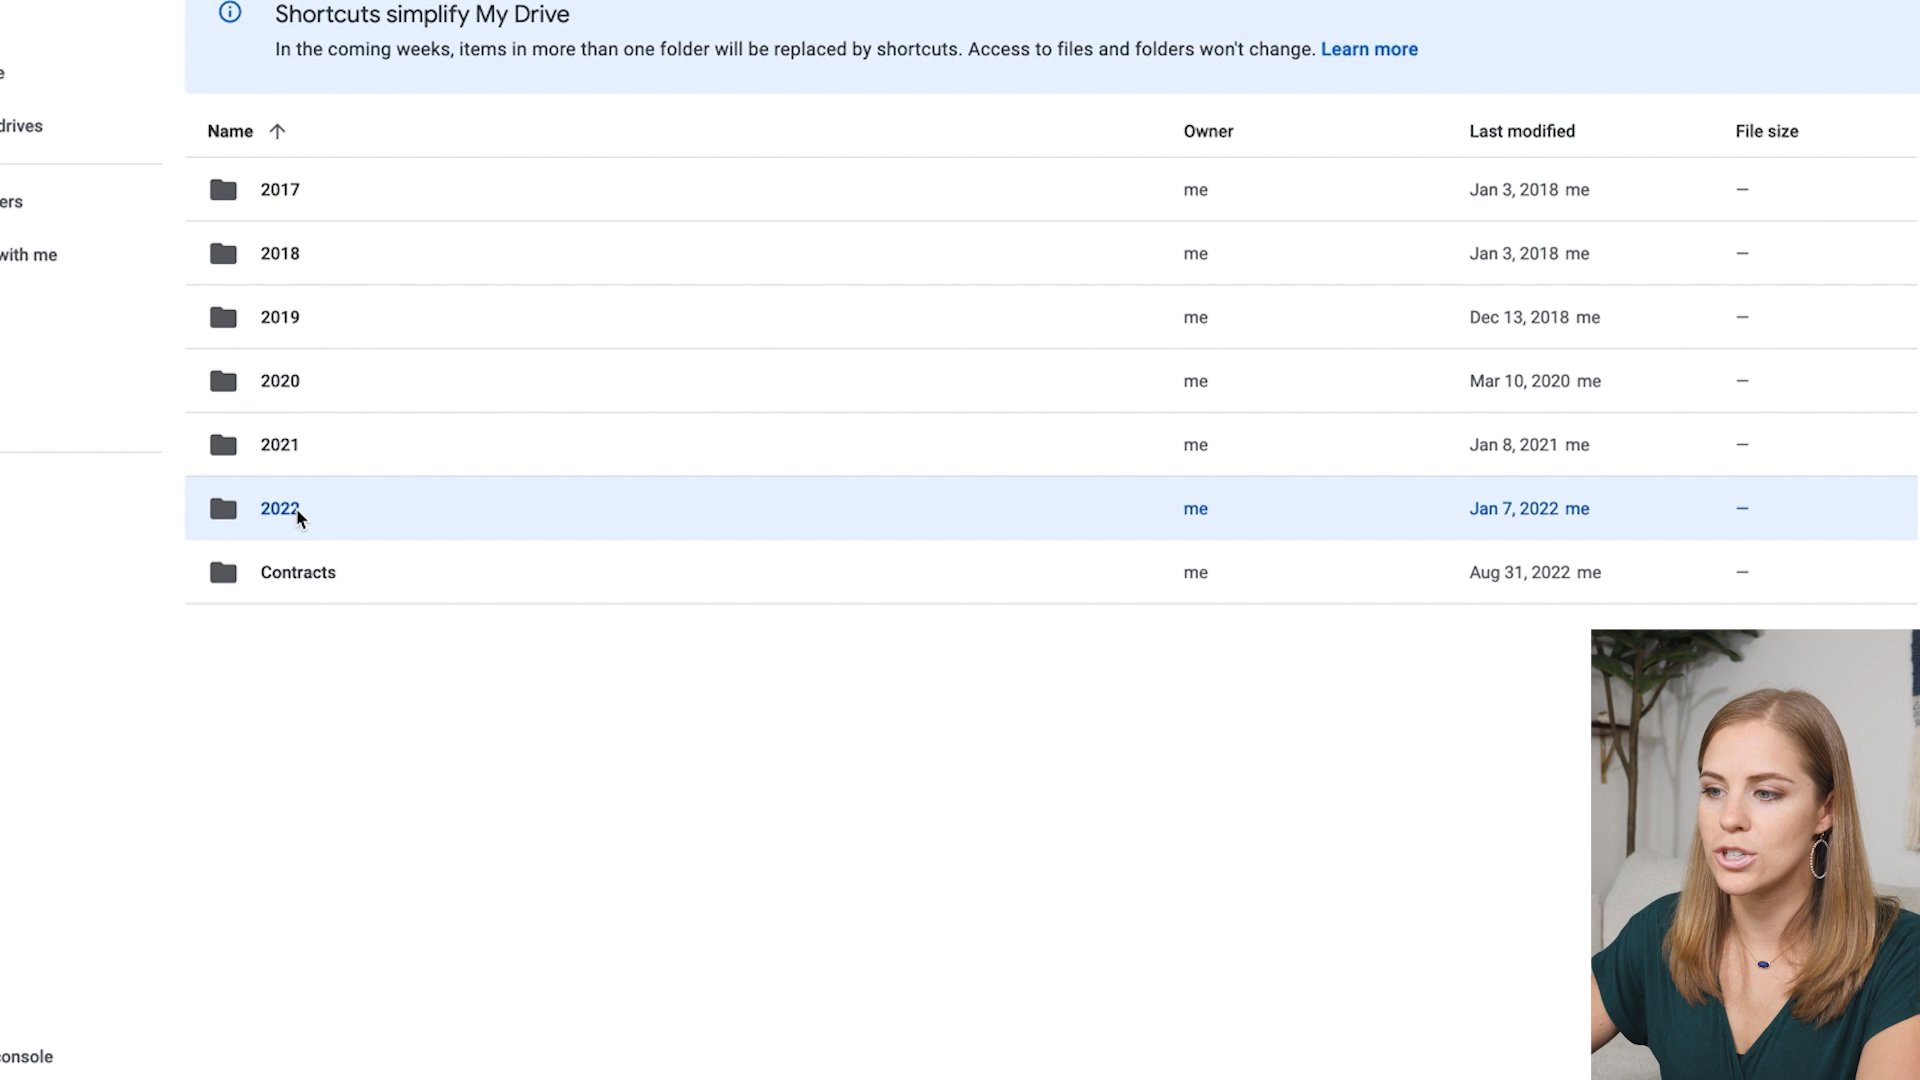 Shortcuts simplify My Drive
In the coming weeks, items in more than one folder will be replaced by shortcuts. Access to files and folders won't change. Learn more
drives
with me
Name Owner Last modified File size
2017 me Jan 3, 2018 me –
2018 me Jan 3, 2018 me –
2019 me Dec 13, 2018 me –
2020 me Mar 10, 2020 me –
2021 me Jan 8, 2021 me –
2022 me Jan 7, 2022 me –
Contracts me Aug 31, 2022 me –